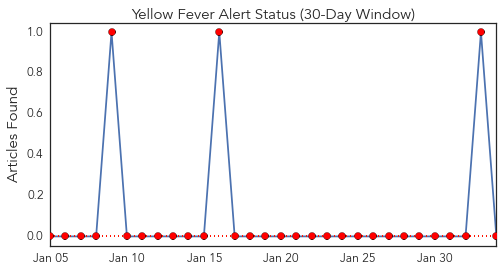 Yellow Fever Alert Status (30-Day Window)
Articles Found
1.0
0.8
0.6
0.4
0.2
0.0
Jan 05
Jan 10
Jan 15
Jan 20
Jan 25
Jan 30